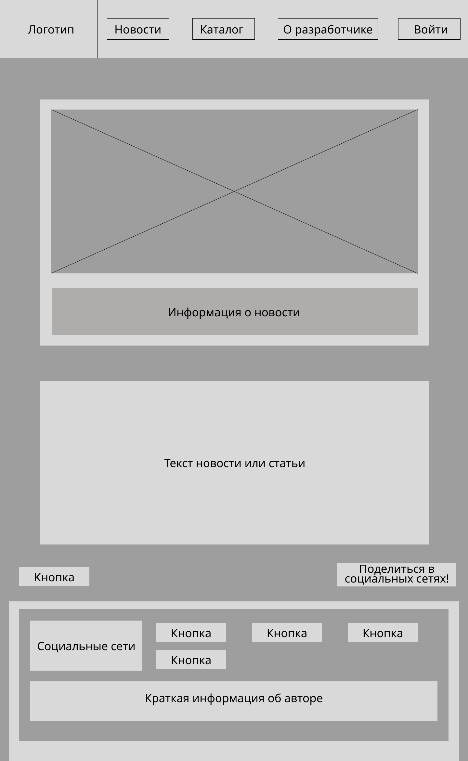 Логотип
Новости
Каталог
О разработчике
Войти
Информация о новости
Текст новости или статьи
Кнопка
Поделиться в
социальных сетях!
Социальные сети
Кнопка
Кнопка
Кнопка
Кнопка
Краткая информация об авторе